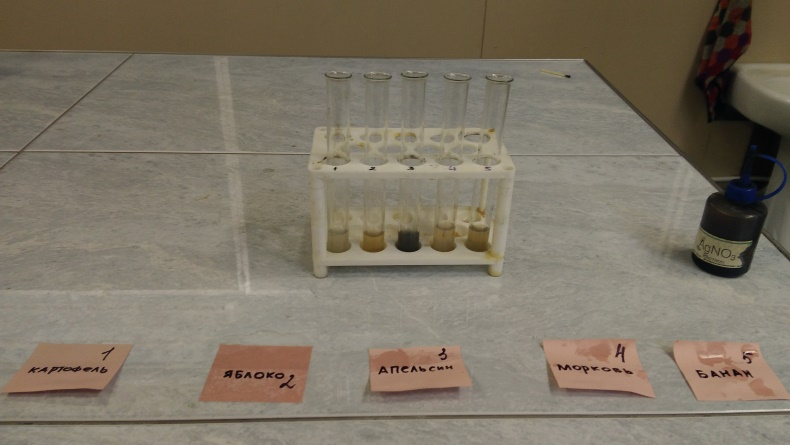 1 2 3 4 5
AgNO3
1
КАРТОФЕЛЬ
ЯБЛОКО 2
3
АПЕЛЬСИН
4
МОРКОВЬ
5
БАНАН